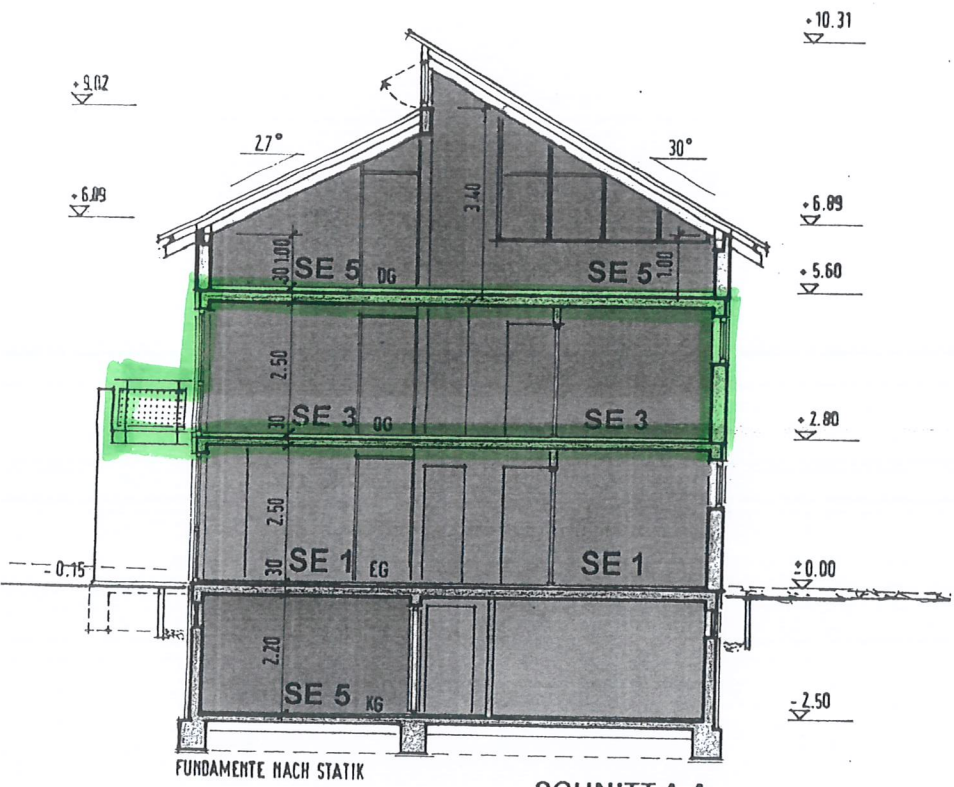 +10.31
+9.02
27°
30°
3.40
+6.89
+6.89
1.00
30
SE 5 DG
SE 5
1.00
+5.60
2.50
30
SE 3 OG
SE 3
+2.80
2.50
30
SE 1 EG
SE 1
-0.15
+0.00
2.20
SE 5 KG
-2.50
FUNDAMENTE NACH STATIK
SCHNITT A-A